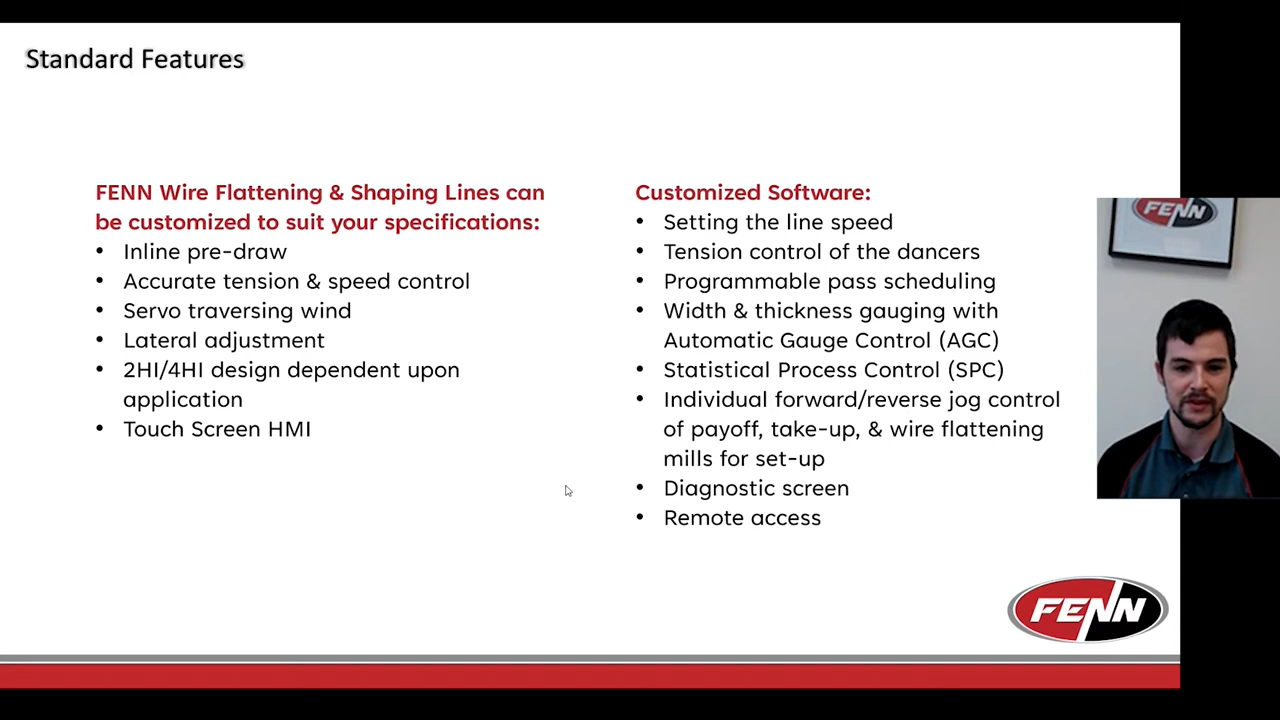 Standard Features
FENN Wire Flattening & Shaping Lines can
be customized to suit your specifications:
• Inline pre-draw
• Accurate tension & speed control
• Servo traversing wind
• Lateral adjustment
• 2HI/4HI design dependent upon
application
• Touch Screen HMI
Customized Software:
• Setting the line speed
• Tension control of the dancers
• Programmable pass scheduling
• Width & thickness gauging with
Automatic Gauge Control (AGC)
• Statistical Process Control (SPC)
• Individual forward/reverse jog control
of payoff, take-up, & wire flattening
mills for set-up
• Diagnostic screen
• Remote access
FENN
FENN